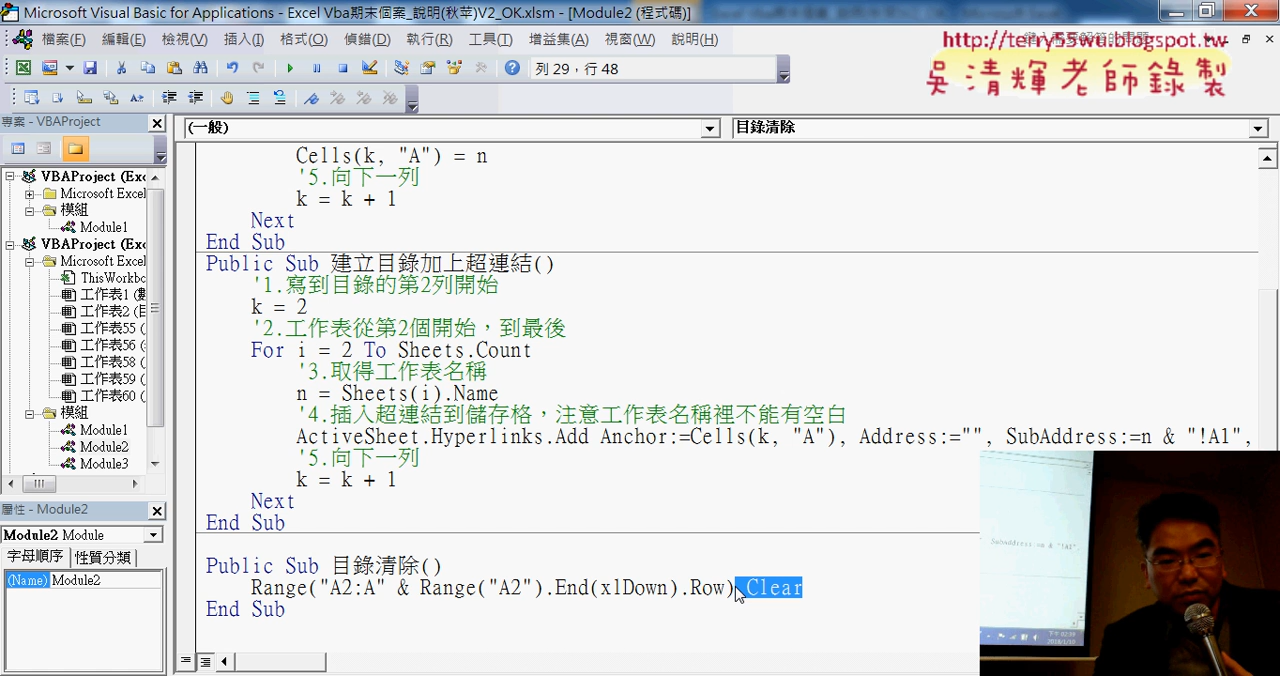 Microsoft Visual Basic for Applications - Excel Vba期末個案_說明(秋苹)V2_OK.xlsm - [Module2 (程式碼)]
檔案(F) 編輯(E) 檢視(V) 插入(I) 格式(O) 偵錯(D) 執行(R) 工具(T) 增益集(A) 視窗(W) 說明(H)
http://terry55wu.blogspot.tw
吳清輝老師錄製
列 29，行 48
專案 - VBAProject
(一般)
目錄清除
VBAProject (Exc
Microsoft Excel
模組
Module1
VBAProject (Exc
Microsoft Excel
ThisWorkbo
工作表1 (
工作表2 (
工作表55 (
工作表56 (
工作表58 (
工作表59 (
工作表60 (
模組
Module1
Module2
Module3
屬性 - Module2
Module2 Module
字母順序 性質分類
(Name) Module2
Cells(k, "A") = n
'5.向下一列
k = k + 1
Next
End Sub
Public Sub 建立目錄加上超連結()
'1.寫到目錄的第2列開始
k = 2
'2.工作表從第2個開始，到最後
For i = 2 To Sheets.Count
'3.取得工作表名稱
n = Sheets(i).Name
'4.插入超連結到儲存格，注意工作表名稱裡不能有空白
ActiveSheet.Hyperlinks.Add Anchor:=Cells(k, "A"), Address:="", SubAddress:=n & "!A1",
'5.向下一列
k = k + 1
Next
End Sub
Public Sub 目錄清除()
Range("A2:A" & Range("A2").End(xlDown).Row).Clear
End Sub
SubAddress:=n & "!A1",